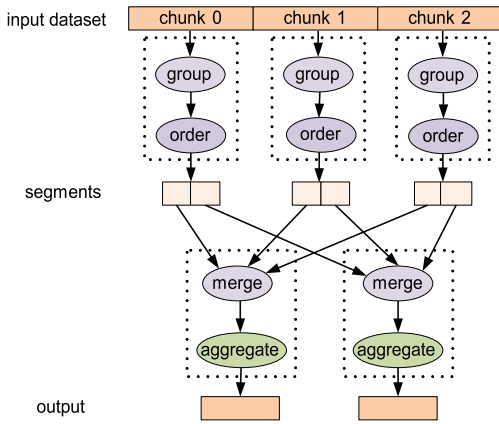 input dataset
chunk 0 chunk 1 chunk 2
group group group
order order order
segments
merge merge
aggregate aggregate
output